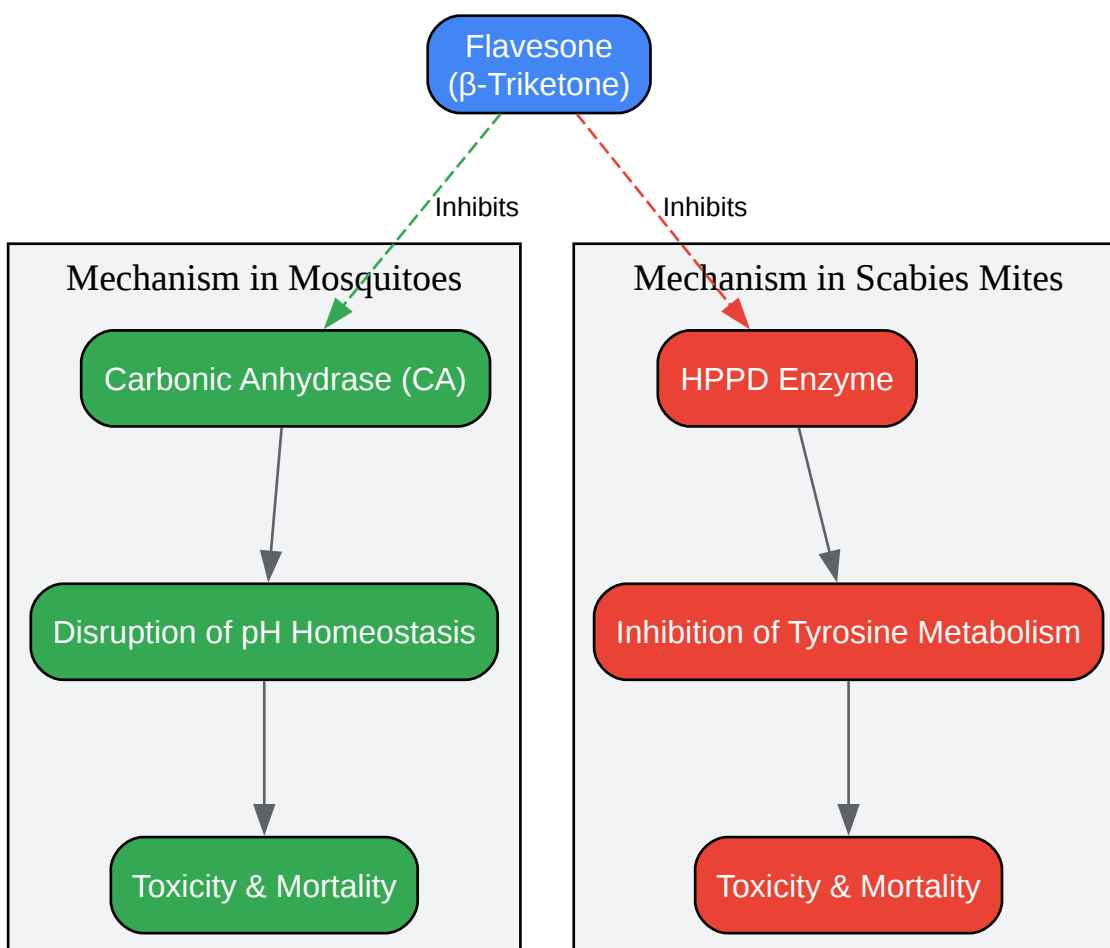 Flavesone
(β-Triketone)
Inhibits
Inhibits
Mechanism in Mosquitoes
Carbonic Anhydrase (CA)
Disruption of pH Homeostasis
Toxicity & Mortality
Mechanism in Scabies Mites
HPPD Enzyme
Inhibition of Tyrosine Metabolism
Toxicity & Mortality